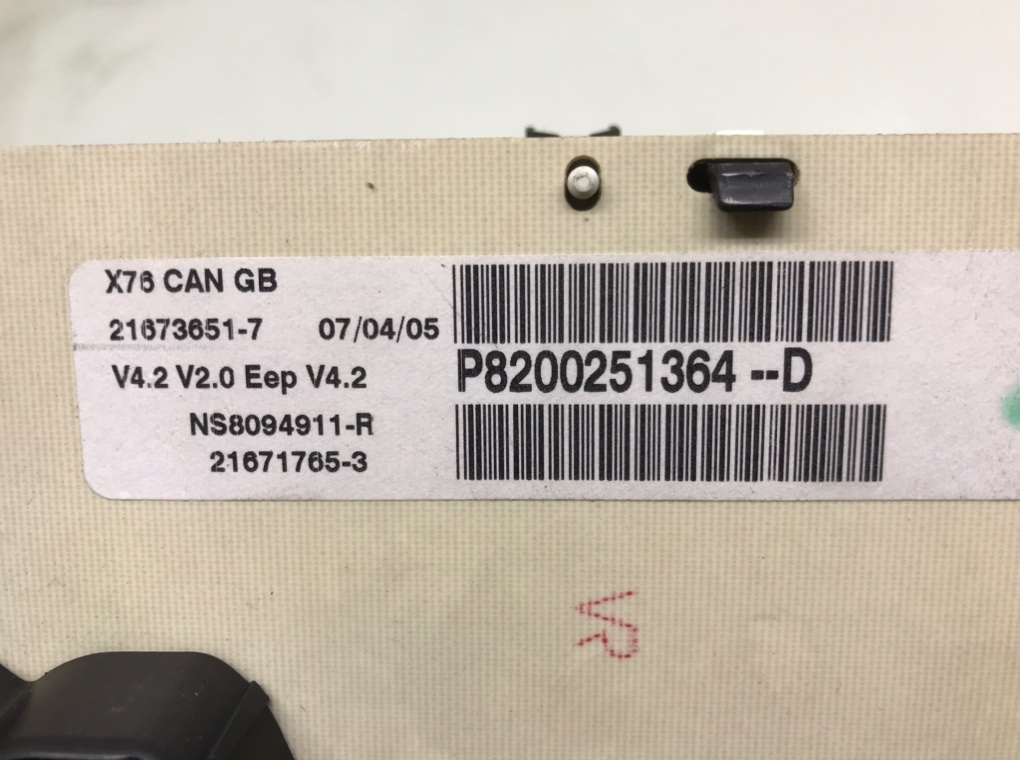 X76 CAN GB
21673651-7 07/04/05
V4.2 V2.0 Eep V4.2
P8200251364 --D
NS8094911-R
21671765-3
VR